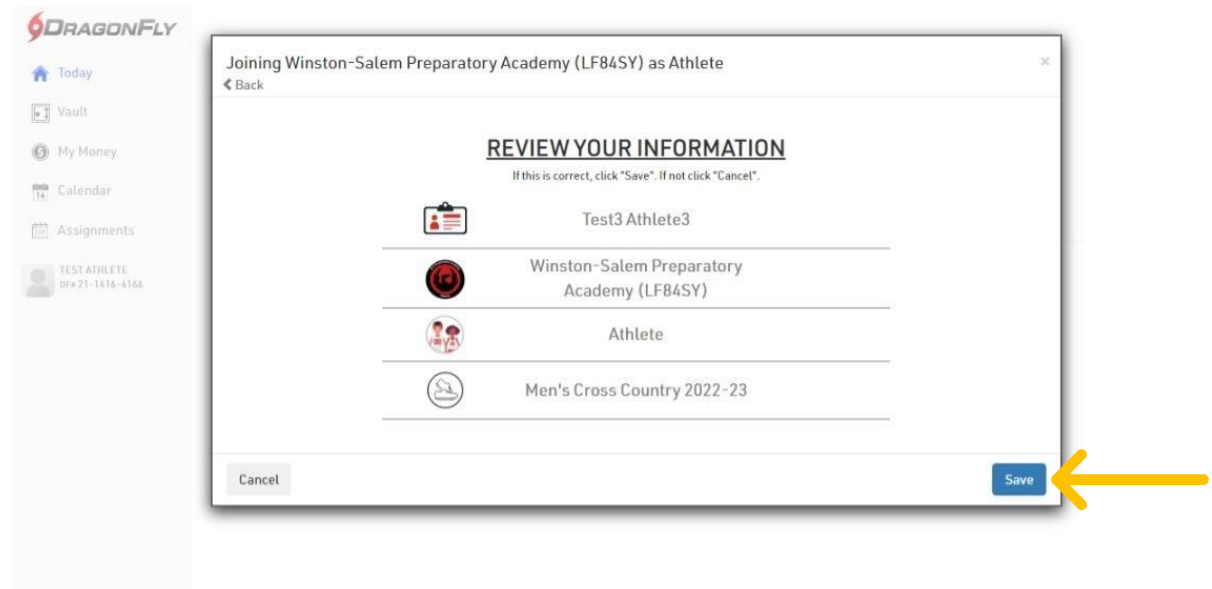 DRAGONFLY
Today
Vault
My Money
14
Calendar
Assignments
TEST ATHLETE
DF# 21-1616-4166
Joining Winston-Salem Preparatory Academy (LF84SY) as Athlete
×
Back
REVIEW YOUR INFORMATION
If this is correct, click "Save". If not click "Cancel".
Test3 Athlete3
Winston-Salem Preparatory
Academy (LF84SY)
Athlete
Men's Cross Country 2022-23
Cancel
Save